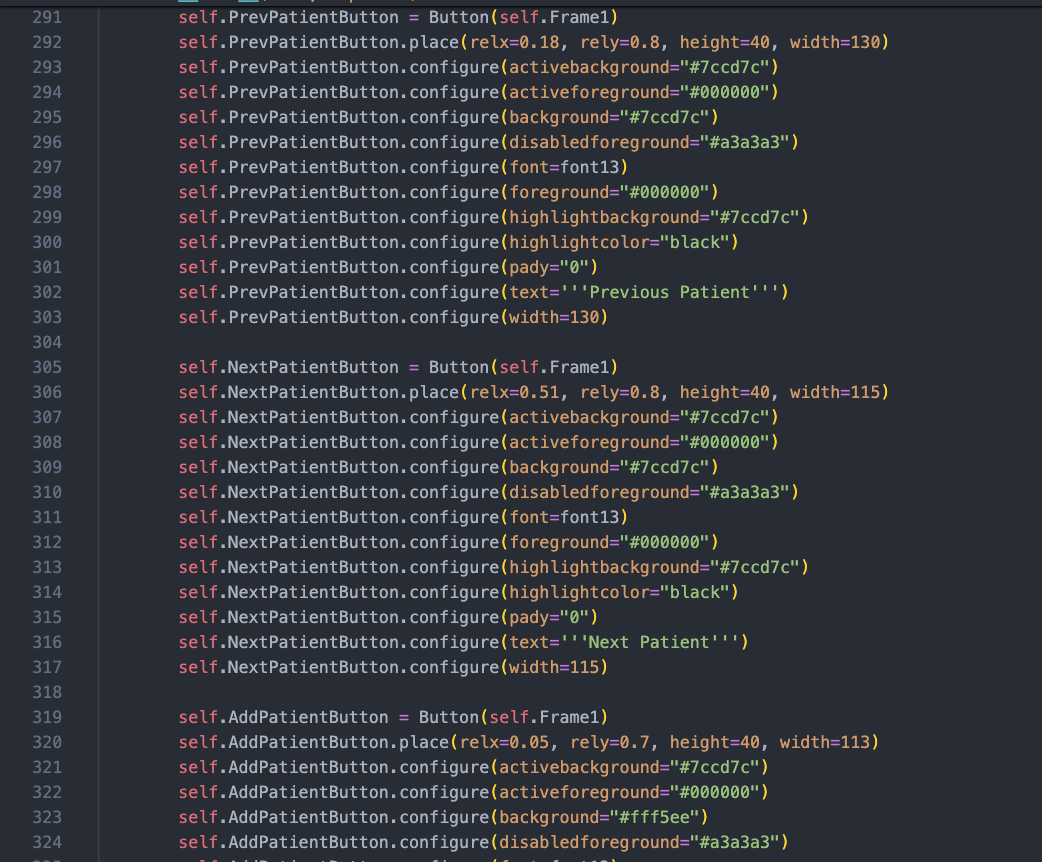 291 self.PrevPatientButton = Button(self.Frame1)
292 self.PrevPatientButton.place(relx=0.18, rely=0.8, height=40, width=130)
293 self.PrevPatientButton.configure(activebackground="#7ccd7c")
294 self.PrevPatientButton.configure(activeforeground="#000000")
295 self.PrevPatientButton.configure(background="#7ccd7c")
296 self.PrevPatientButton.configure(disabledforeground="#a3a3a3")
297 self.PrevPatientButton.configure(font=font13)
298 self.PrevPatientButton.configure(foreground="#000000")
299 self.PrevPatientButton.configure(highlightbackground="#7ccd7c")
300 self.PrevPatientButton.configure(highlightcolor="black")
301 self.PrevPatientButton.configure(pady="0")
302 self.PrevPatientButton.configure(text='''Previous Patient''')
303 self.PrevPatientButton.configure(width=130)
304
305 self.NextPatientButton = Button(self.Frame1)
306 self.NextPatientButton.place(relx=0.51, rely=0.8, height=40, width=115)
307 self.NextPatientButton.configure(activebackground="#7ccd7c")
308 self.NextPatientButton.configure(activeforeground="#000000")
309 self.NextPatientButton.configure(background="#7ccd7c")
310 self.NextPatientButton.configure(disabledforeground="#a3a3a3")
311 self.NextPatientButton.configure(font=font13)
312 self.NextPatientButton.configure(foreground="#000000")
313 self.NextPatientButton.configure(highlightbackground="#7ccd7c")
314 self.NextPatientButton.configure(highlightcolor="black")
315 self.NextPatientButton.configure(pady="0")
316 self.NextPatientButton.configure(text='''Next Patient''')
317 self.NextPatientButton.configure(width=115)
318
319 self.AddPatientButton = Button(self.Frame1)
320 self.AddPatientButton.place(relx=0.05, rely=0.7, height=40, width=113)
321 self.AddPatientButton.configure(activebackground="#7ccd7c")
322 self.AddPatientButton.configure(activeforeground="#000000")
323 self.AddPatientButton.configure(background="#fff5ee")
324 self.AddPatientButton.configure(disabledforeground="#a3a3a3")